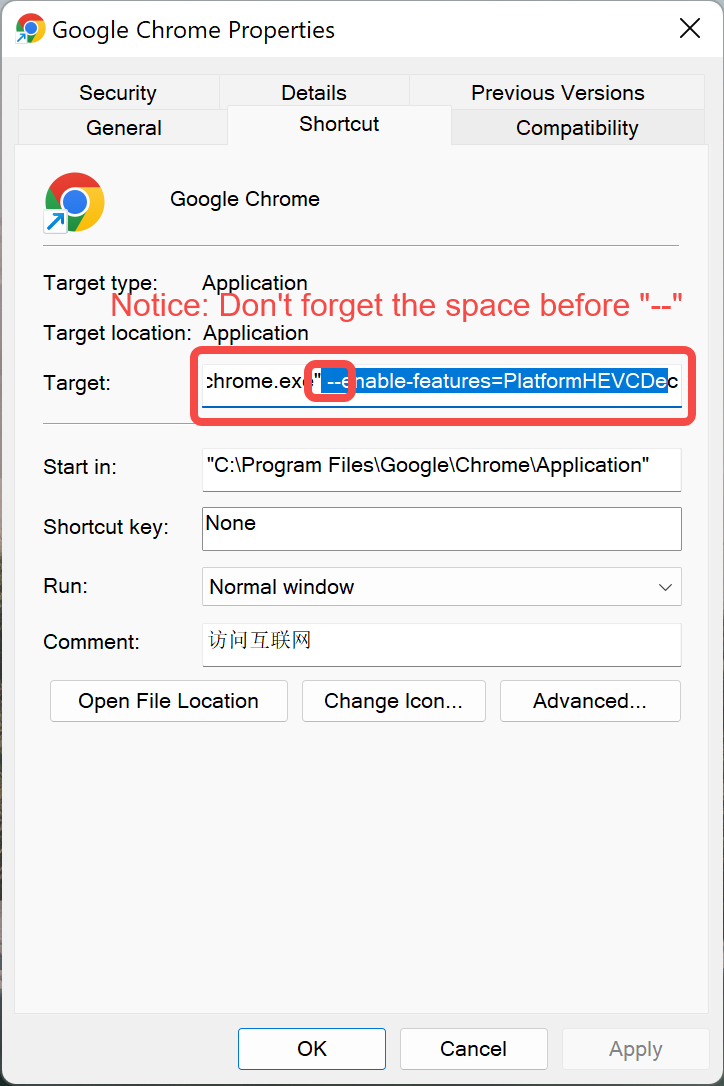 Google Chrome Properties
Security Details Previous Versions
General Shortcut Compatibility
Google Chrome
Target type: Application
Notice: Don't forget the space before "--"
Target location: Application
Target: chrome.exe" --enable-features=PlatformHEVCDec
Start in: "C:\Program Files\Google\Chrome\Application"
Shortcut key: None
Run: Normal window
Comment: 访问互联网
Open File Location Change Icon... Advanced...
OK Cancel Apply